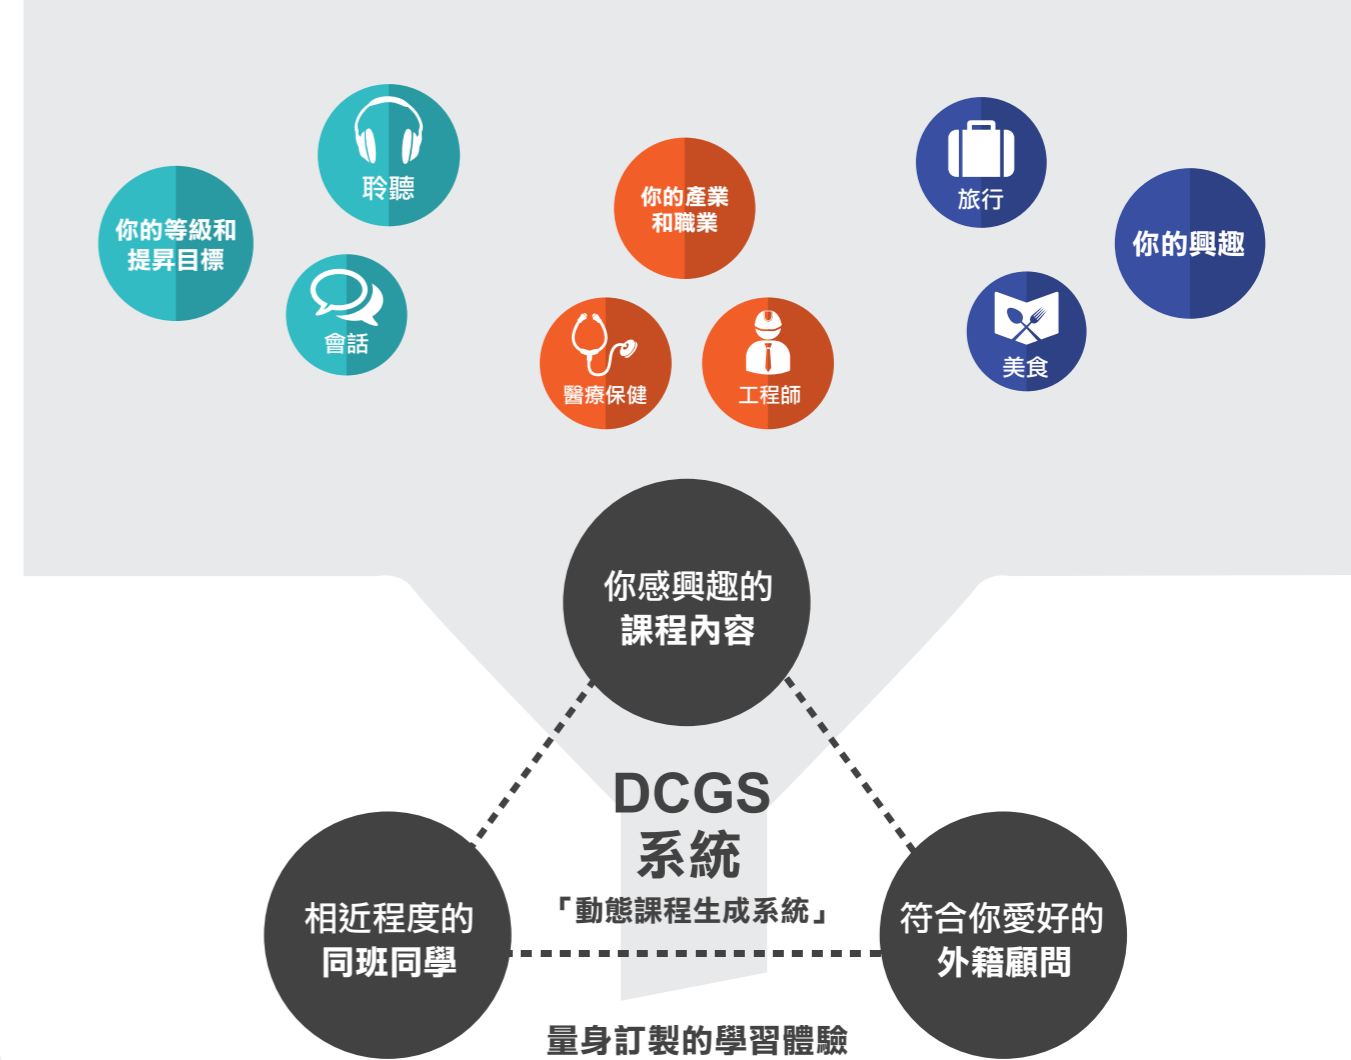 聆聽
你的等級和
提昇目標
會話
你的產業
和職業
醫療保健
工程師
旅行
你的興趣
美食
你感興趣的
課程內容
DCGS
系統
「動態課程生成系統」
相近程度的
同班同學
符合你愛好的
外籍顧問
量身訂製的學習體驗